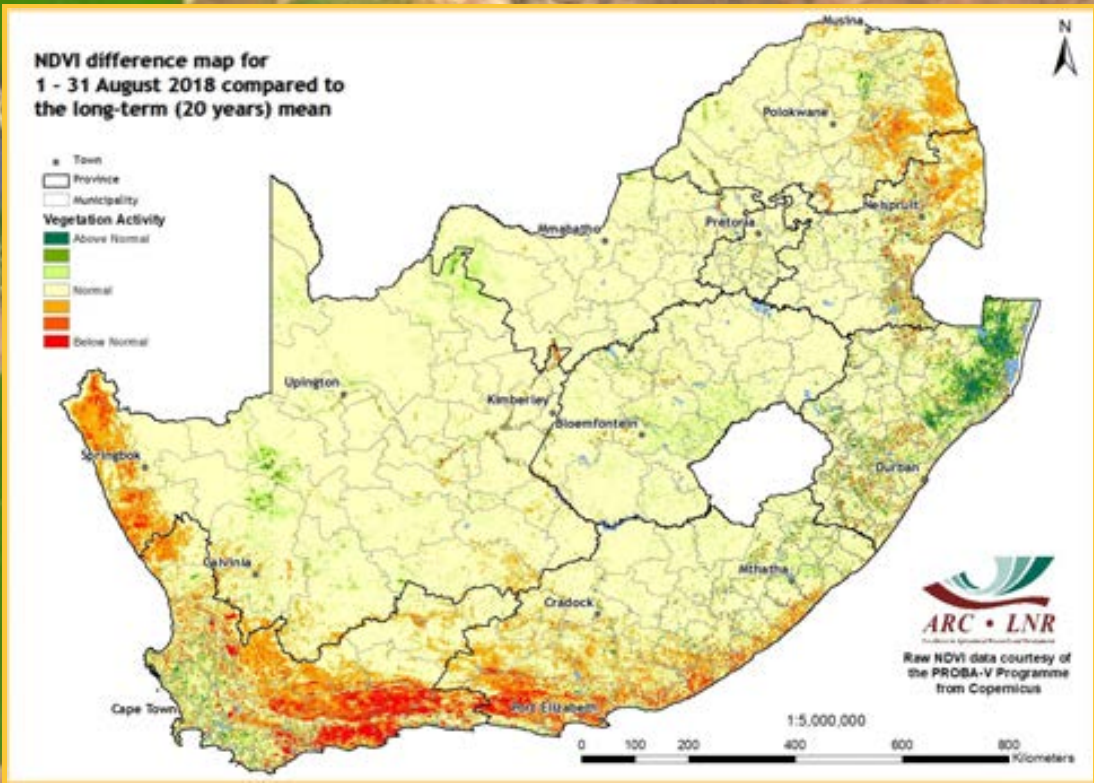 NDVI difference map for
1 - 31 August 2018 compared to
the long-term (20 years) mean
N
Town
Province
Municipality
Vegetation Activity
Above Normal
Normal
Below Normal
Musina
Polokwane
Nelspruit
Pretoria
Mmabatho
Upington
Kimberley
Bloemfontein
Springbok
Durban
Calvinia
Mthatha
Cradock
Cape Town
Port Elizabeth
ARC • LNR
Raw NDVI data courtesy of
the PROBA-V Programme
from Copernicus
1:5,000,000
0 100 200 400 600 800
Kilometers